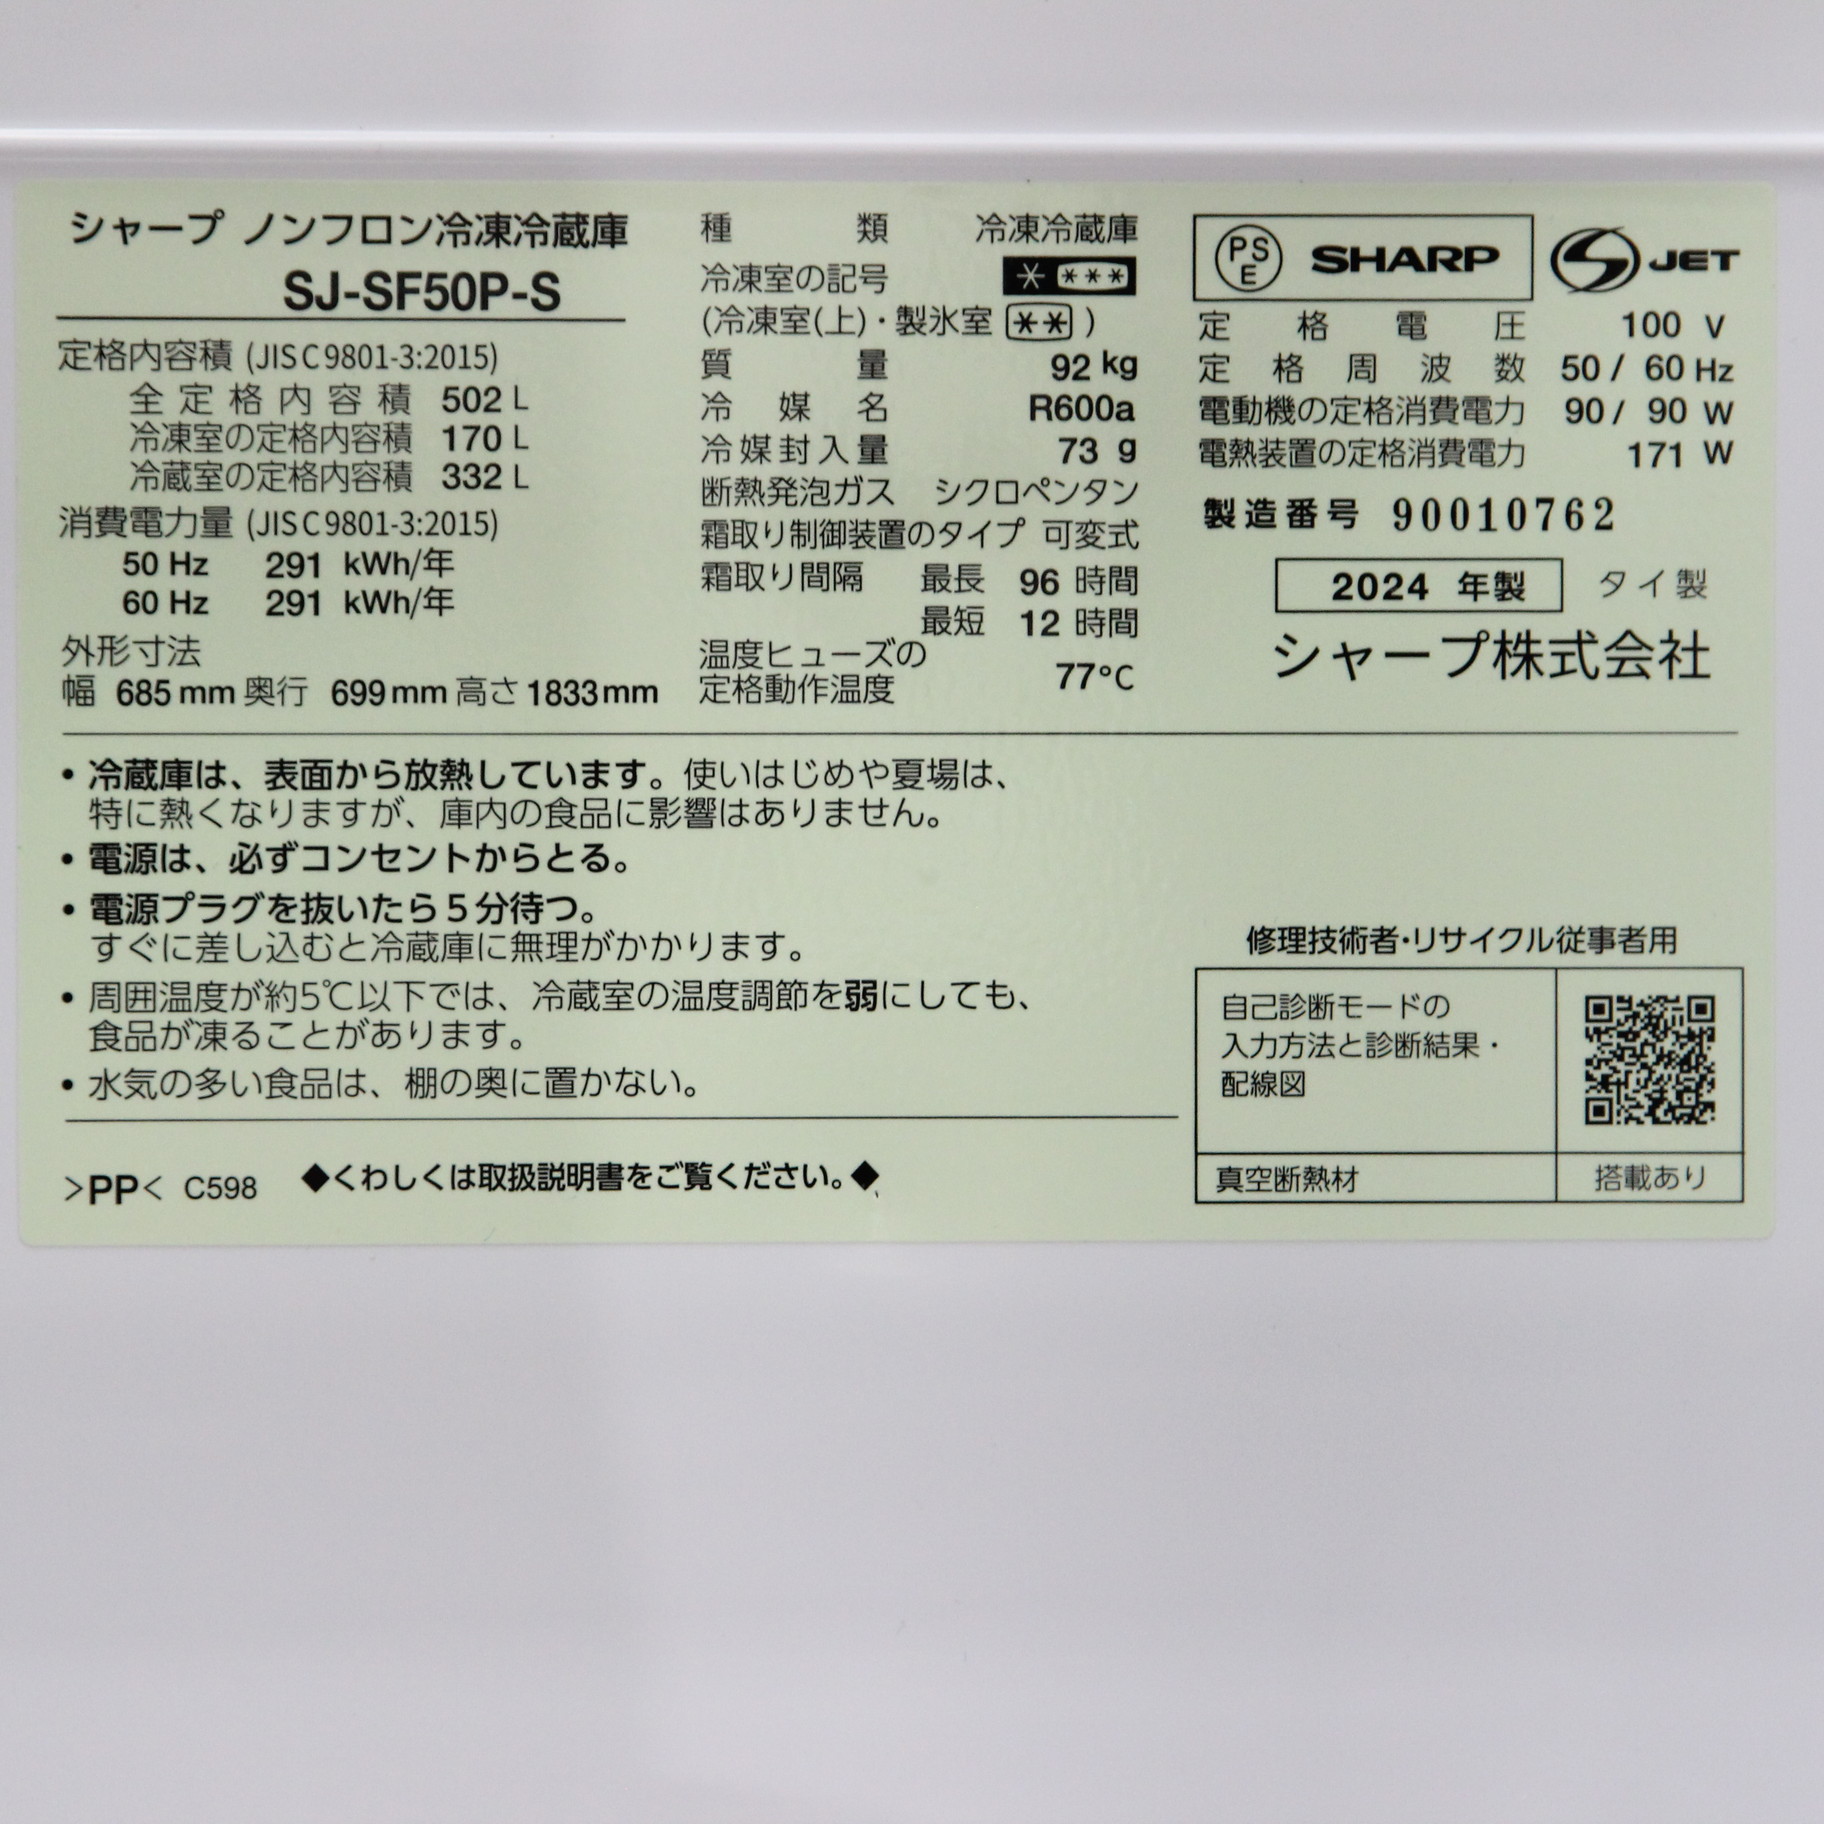 シャープ ノンフロン冷凍冷蔵庫
SJ-SF50P-S
定格内容積 (JIS C 9801-3:2015)
全定格内容積 502 L
冷凍室の定格内容積 170 L
冷蔵室の定格内容積 332 L
消費電力量 (JIS C 9801-3:2015)
50 Hz 291 kWh/年
60 Hz 291 kWh/年
外形寸法
幅 685 mm 奥行 699 mm 高さ 1833 mm
種類 冷凍冷蔵庫
冷凍室の記号 * ***
(冷凍室(上)・製氷室 ** )
質量 92 kg
冷媒名 R600a
冷媒封入量 73 g
断熱発泡ガス シクロペンタン
霜取り制御装置のタイプ 可変式
霜取り間隔 最長 96 時間
最短 12 時間
温度ヒューズの
定格動作温度 77℃
PSE SHARP JET
定格電圧 100 V
定格周波数 50 / 60 Hz
電動機の定格消費電力 90 / 90 W
電熱装置の定格消費電力 171 W
製造番号 90010762
2024 年製 タイ製
シャープ株式会社
・冷蔵庫は、表面から放熱しています。使いはじめや夏場は、
特に熱くなりますが、庫内の食品に影響はありません。
・電源は、必ずコンセントからとる。
・電源プラグを抜いたら5分待つ。
すぐに差し込むと冷蔵庫に無理がかかります。
・周囲温度が約5℃以下では、冷蔵室の温度調節を弱にしても、
食品が凍ることがあります。
・水気の多い食品は、棚の奥に置かない。
>PP< C598 ◆くわしくは取扱説明書をご覧ください。◆
修理技術者・リサイクル従事者用
自己診断モードの
入力方法と診断結果・
配線図
真空断熱材 搭載あり